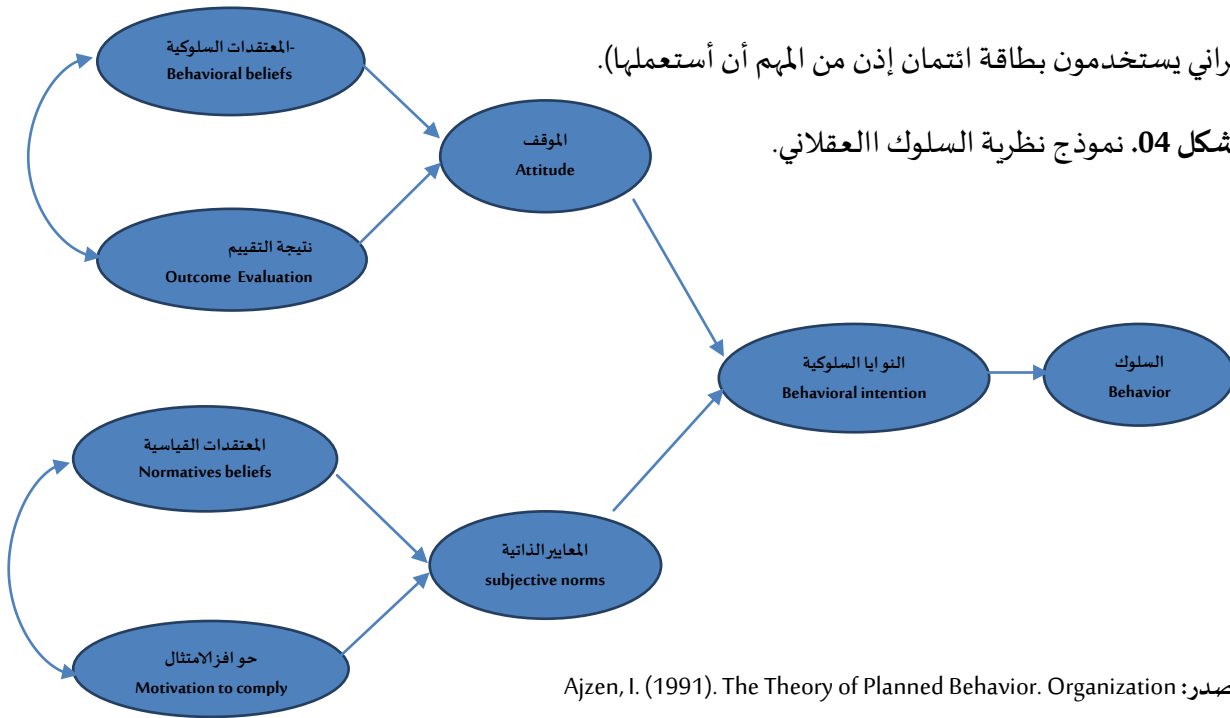 راني يستخدمون بطاقة ائتمان إذن من المهم أن أستعملها).
شكل 04. نموذج نظرية السلوك االعقلاني.
-المعتقدات السلوكية
Behavioral beliefs
الموقف
Attitude
نتيجة التقييم
Outcome Evaluation
النوايا السلوكية
Behavioral intention
السلوك
Behavior
المعتقدات القياسية
Normatives beliefs
المعايير الذاتية
subjective norms
حوافز الامتثال
Motivation to comply
صدر: Ajzen, I. (1991). The Theory of Planned Behavior. Organization